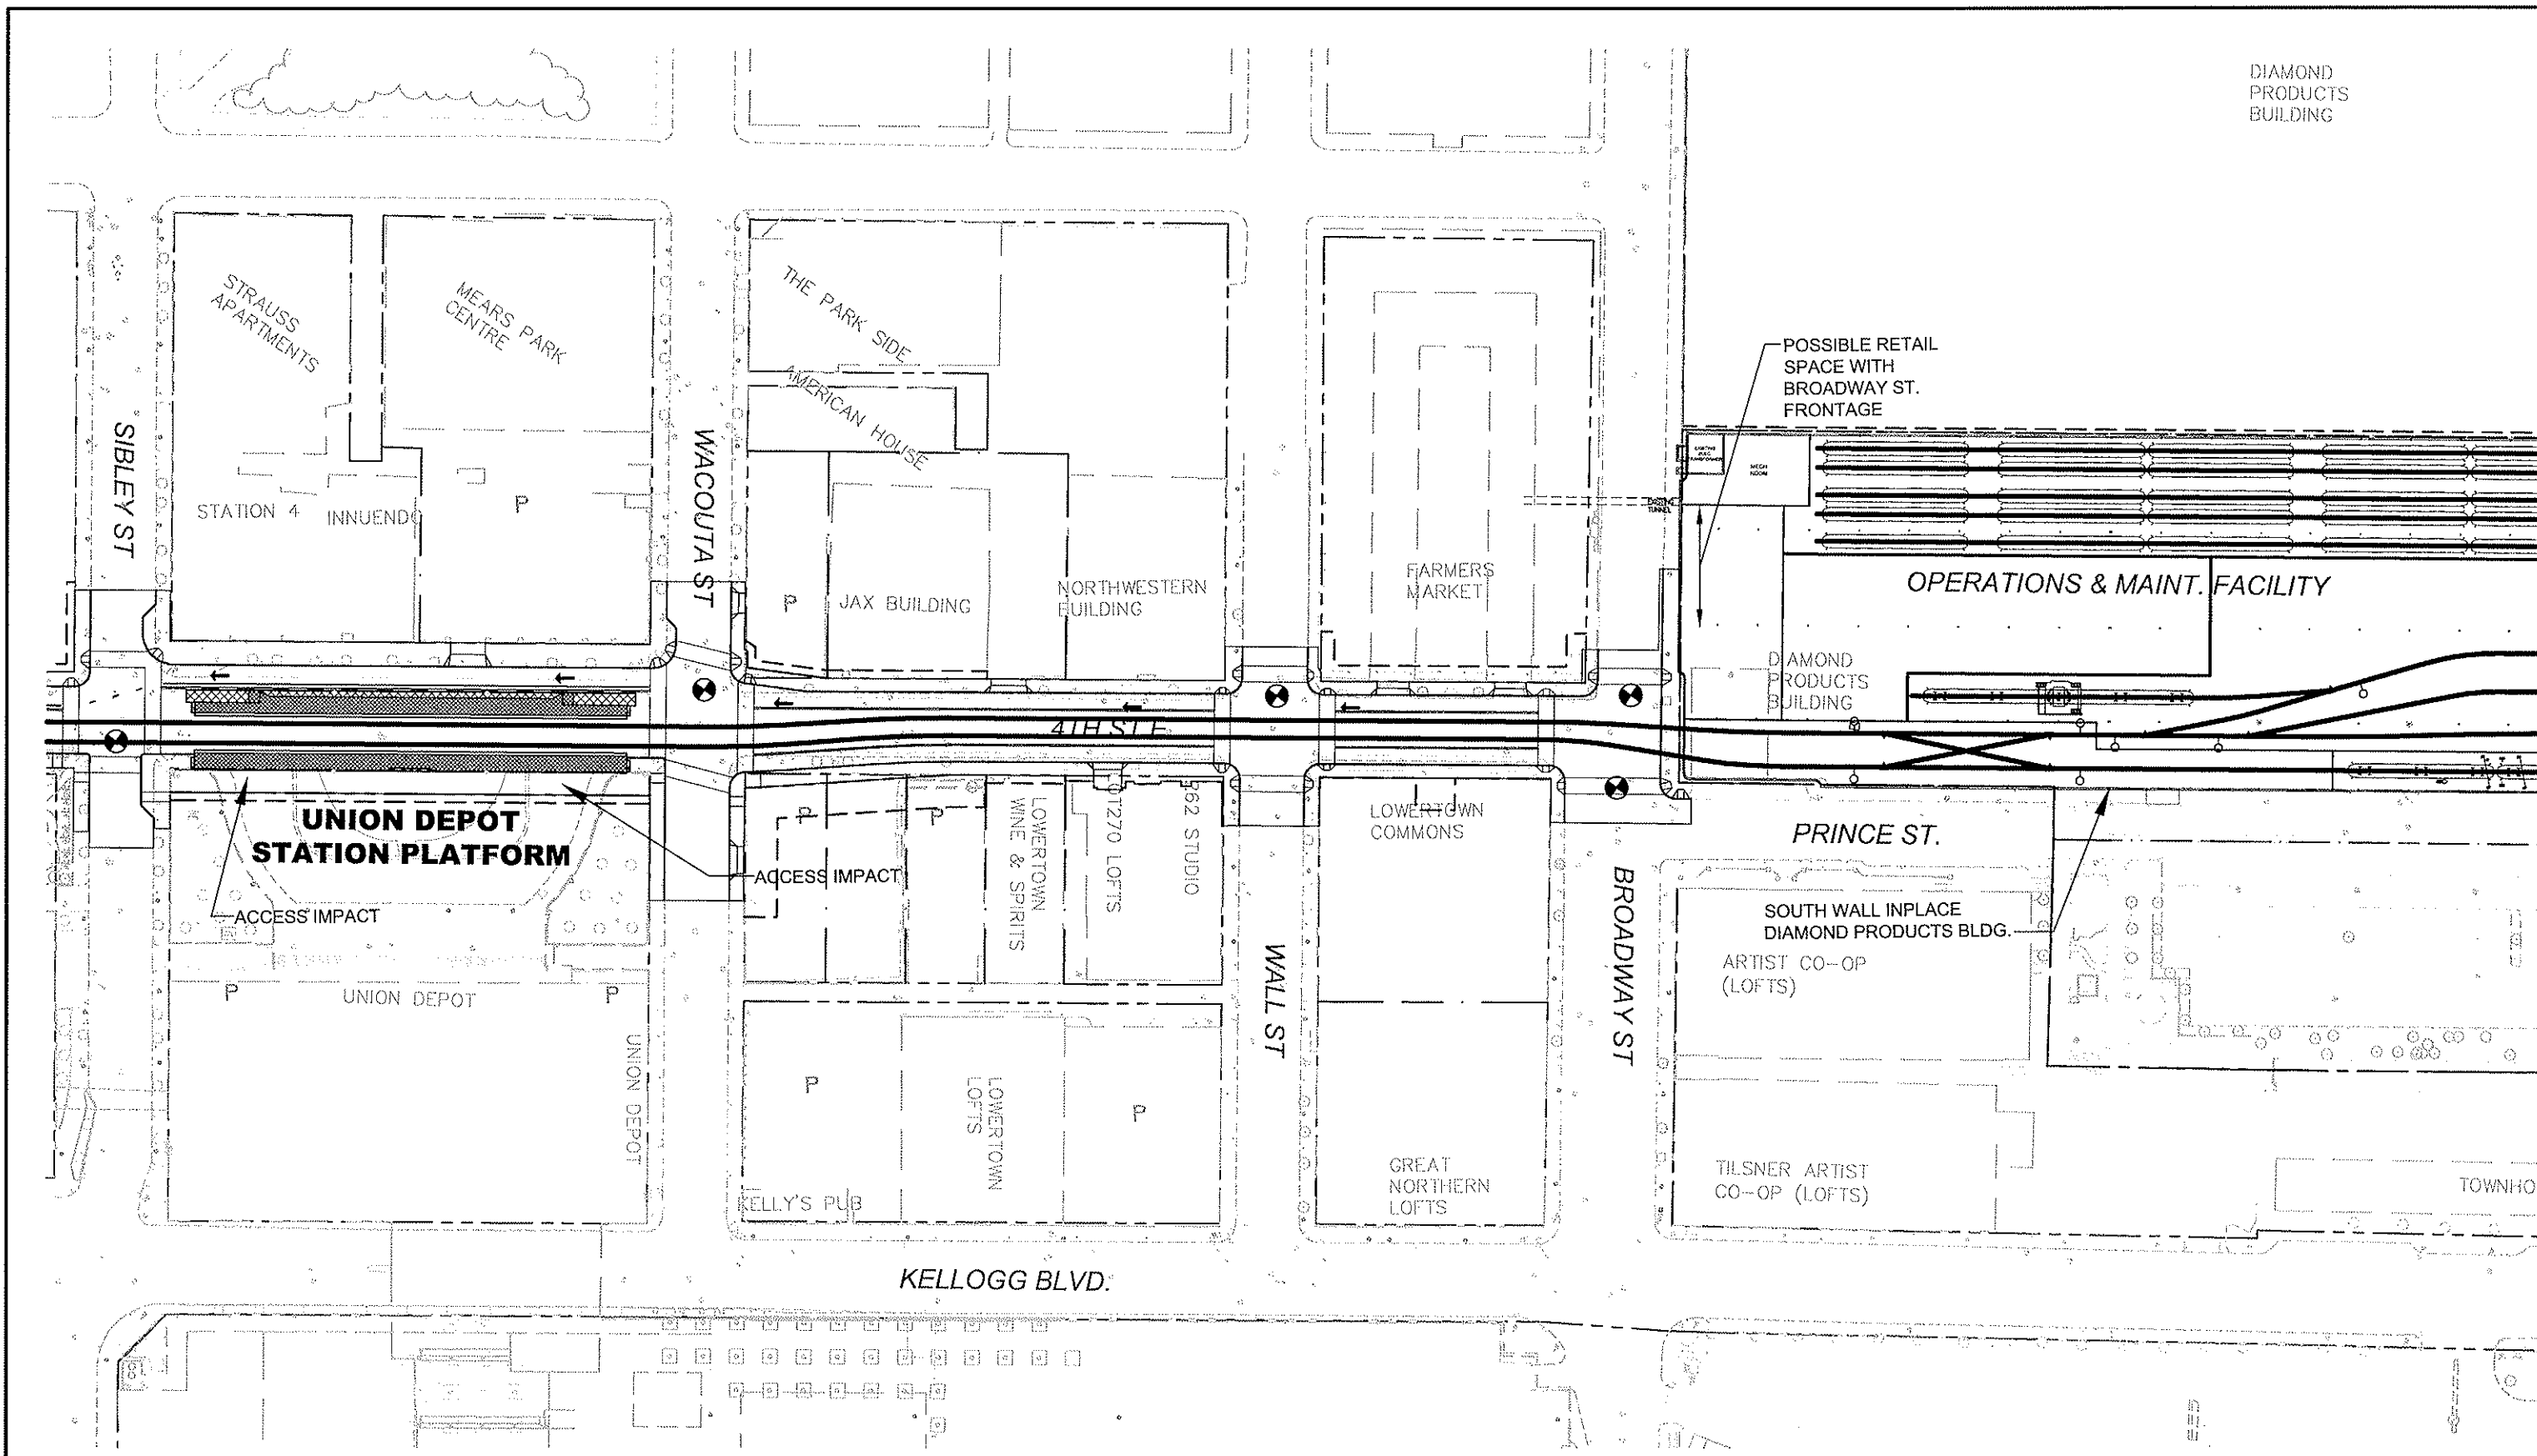 DIAMOND
PRODUCTS
BUILDING
STRAUSS
APARTMENTS
MEARS PARK
CENTRE
THE PARK SIDE
AMERICAN HOUSE
POSSIBLE RETAIL
SPACE WITH
BROADWAY ST.
FRONTAGE
SIBLEY ST
WACOUTA ST
STATION 4
INNUENDO
P
MECH
ROOM
EXISTING
TUNNEL
P
JAX BUILDING
NORTHWESTERN
BUILDING
FARMERS
MARKET
OPERATIONS & MAINT. FACILITY
DIAMOND
PRODUCTS
BUILDING
4TH ST E
UNION DEPOT
STATION PLATFORM
ACCESS IMPACT
ACCESS IMPACT
P
P
LOWERTOWN
WINE & SPIRITS
262 STUDIO
LOWERTOWN
COMMONS
PRINCE ST.
SOUTH WALL INPLACE
DIAMOND PRODUCTS BLDG.
ARTIST CO-OP
(LOFTS)
P
UNION DEPOT
P
UNION DEPOT
WALL ST
BROADWAY ST
P
LOWERTOWN
LOFTS
P
KELLY'S PUB
GREAT
NORTHERN
LOFTS
TILSNER ARTIST
CO-OP (LOFTS)
TOWNHO
KELLOGG BLVD.